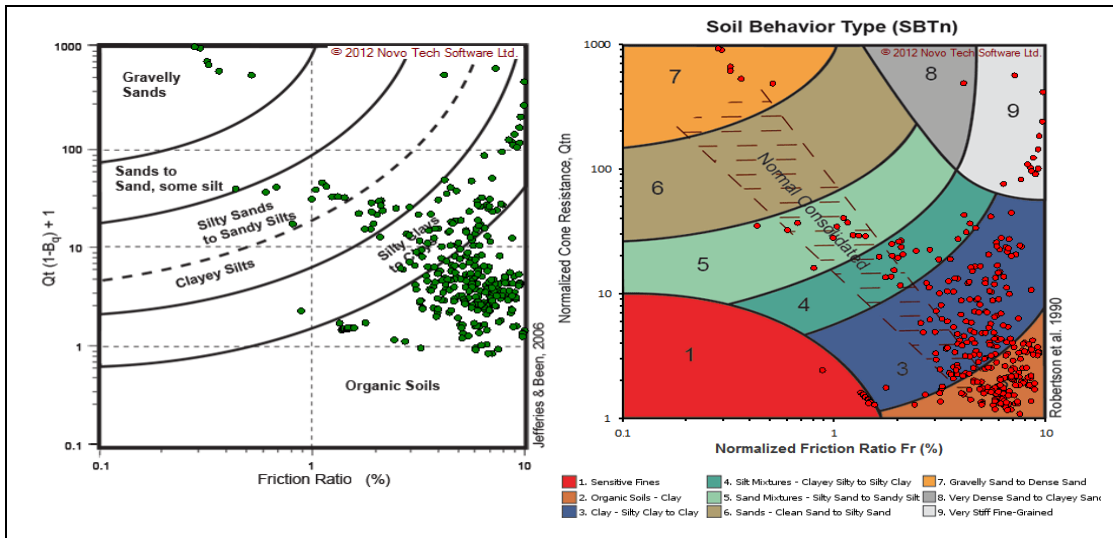 © 2012 Novo Tech Software Ltd.
1000
100
10
1
0.1
Qt (1-Bq) + 1
Gravelly
Sands
Sands to
Sand, some silt
Silty Sands
to Sandy Silts
Clayey Silts
Silty Clays
to Clay
Organic Soils
0.1
1
10
Friction Ratio (%)
Jefferies & Been, 2006
Soil Behavior Type (SBTn)
© 2012 Novo Tech Software Ltd.
1000
100
10
1
Normalized Cone Resistance, Qtn
7
8
9
6
Normal Consolidated
5
4
1
3
0.1
1
10
Normalized Friction Ratio Fr (%)
Robertson et al. 1990
1. Sensitive Fines
2. Organic Soils - Clay
3. Clay - Silty Clay to Clay
4. Silt Mixtures - Clayey Silt to Silty Clay
5. Sand Mixtures - Silty Sand to Sandy Silt
6. Sands - Clean Sand to Silty Sand
7. Gravelly Sand to Dense Sand
8. Very Dense Sand to Clayey Sand
9. Very Stiff Fine-Grained